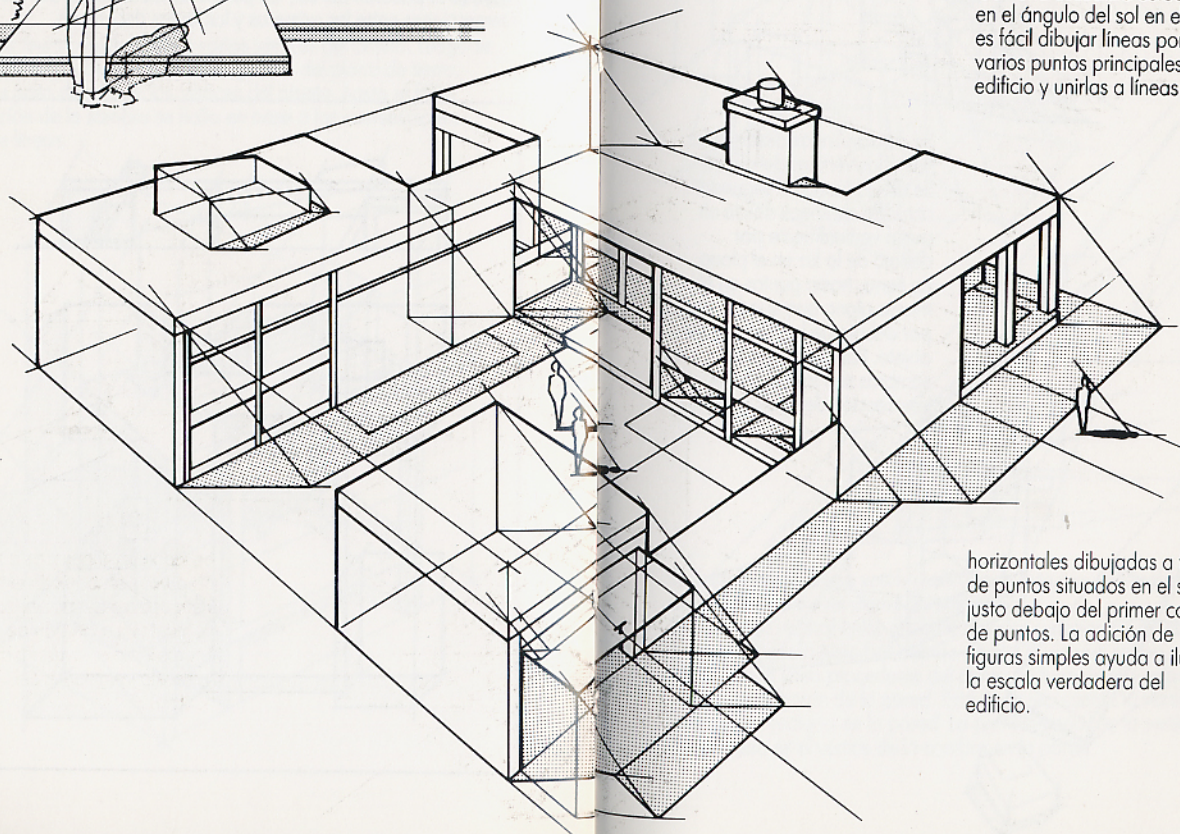 en el ángulo del sol en e
es fácil dibujar líneas po
varios puntos principales
edificio y unirlas a líneas
horizontales dibujadas a
de puntos situados en el s
justo debajo del primer co
de puntos. La adición de
figuras simples ayuda a il
la escala verdadera del
edificio.